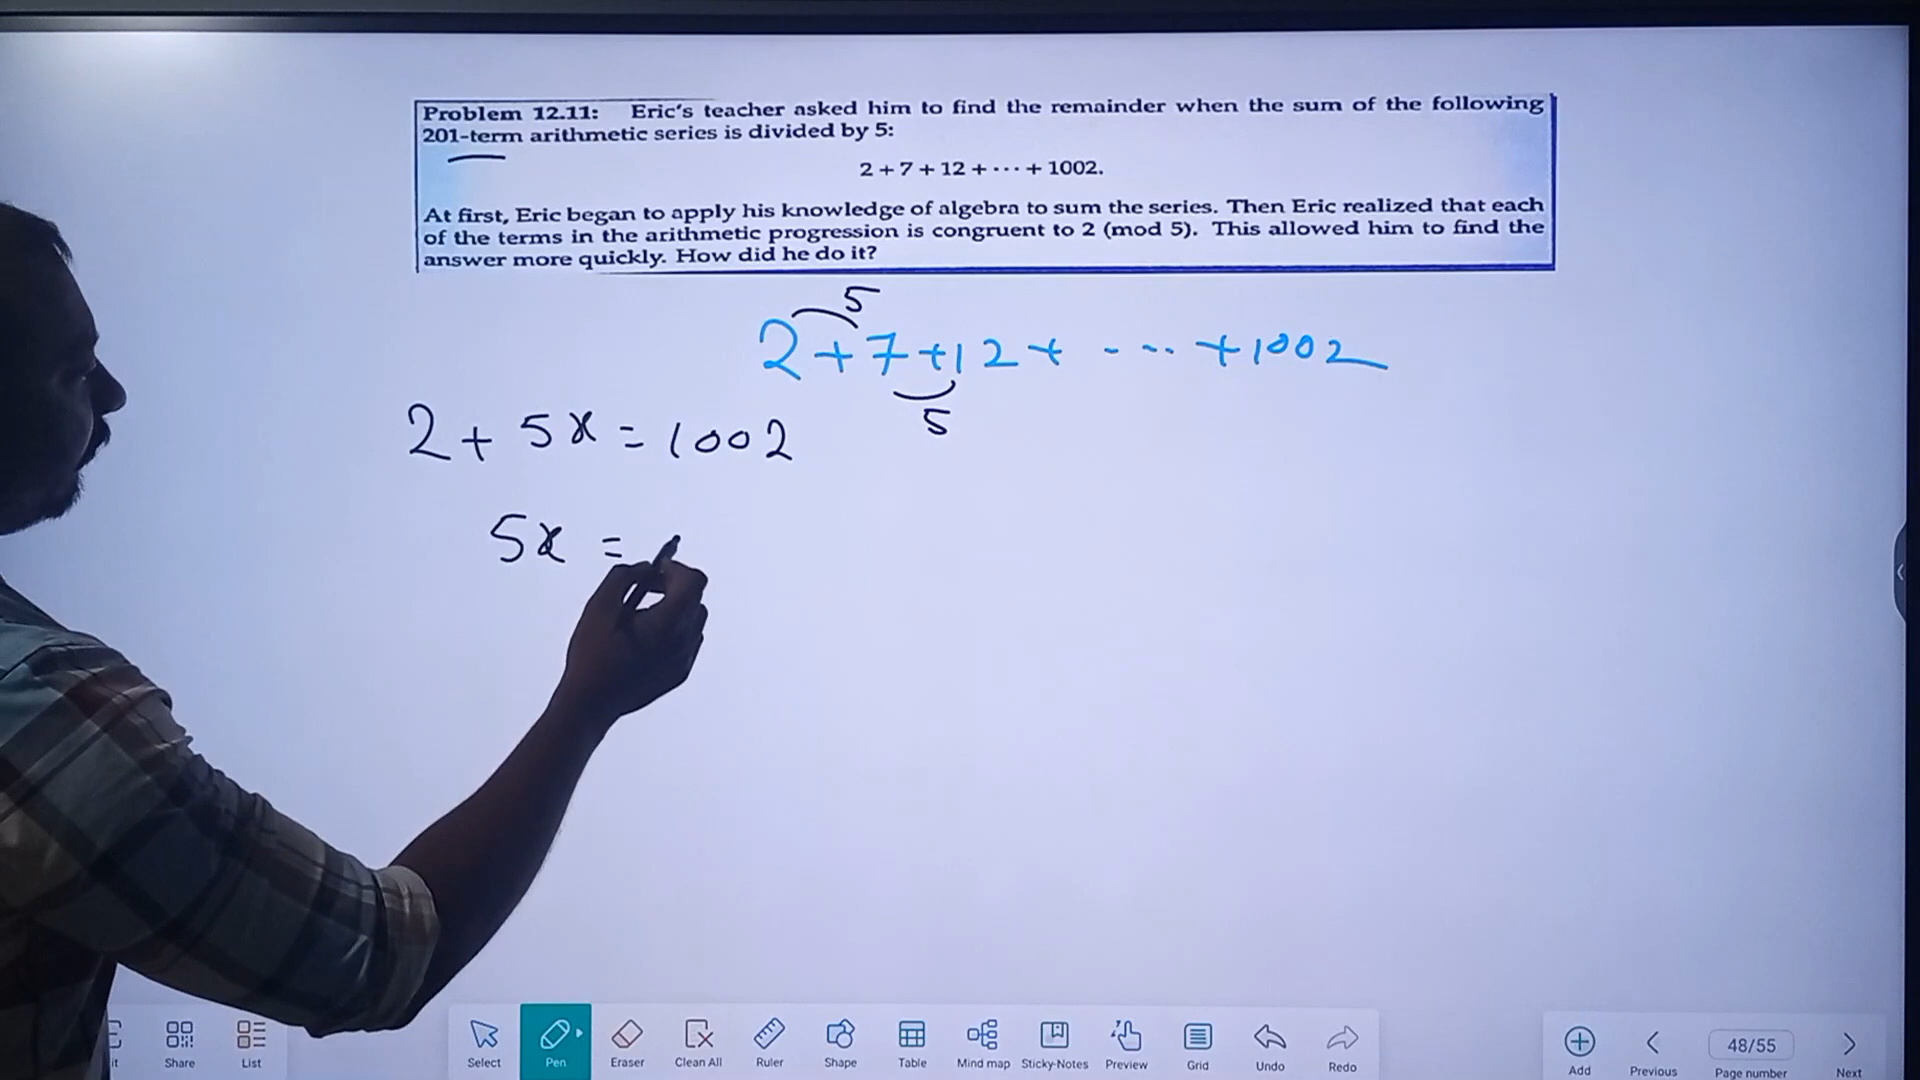 Problem 12.11: Eric's teacher asked him to find the remainder when the sum of the following
201-term arithmetic series is divided by 5:
2 + 7 + 12 + ··· + 1002.
At first, Eric began to apply his knowledge of algebra to sum the series. Then Eric realized that each
of the terms in the arithmetic progression is congruent to 2 (mod 5). This allowed him to find the
answer more quickly. How did he do it?
5
2+7+12+ - -.. +1002
5
2+ 5x = 1002
5x =
Share
List
Select
Pen
Eraser
Clean All
Ruler
Shape
Table
Mind map
Sticky-Notes
Preview
Grid
Undo
Redo
Add
Previous
48/55
Page number
Next